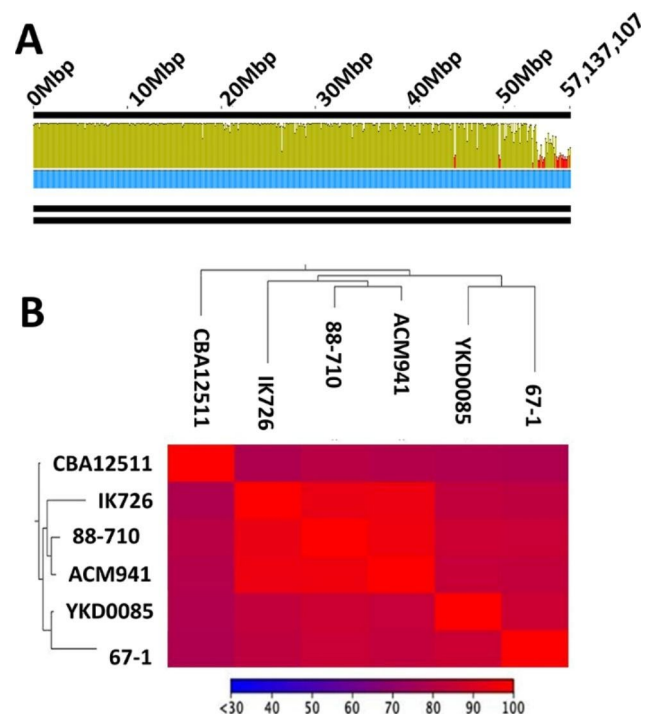 A
0Mbp
10Mbp
20Mbp
30Mbp
40Mbp
50Mbp
57,137,107
B
CBA12511
IK726
88-710
ACM941
YKD0085
67-1
CBA12511
IK726
88-710
ACM941
YKD0085
67-1
<30 40 50 60 70 80 90 100